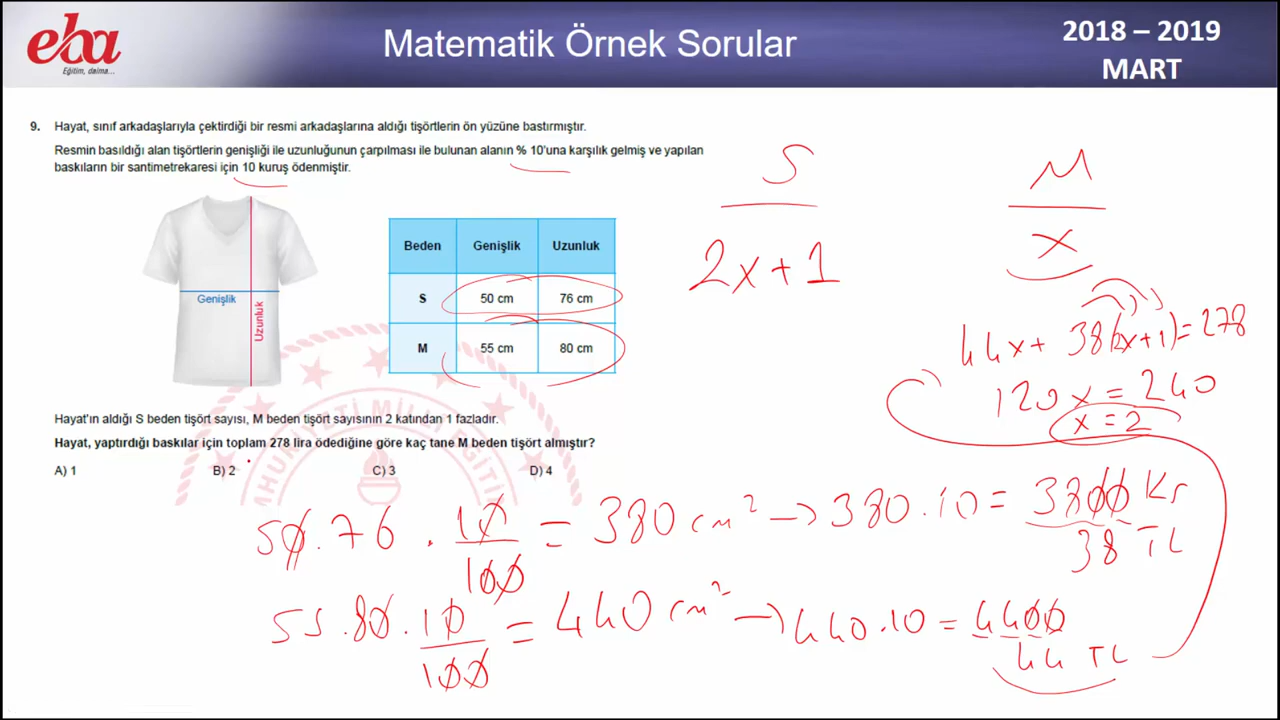 eba
Eğitim, daima...
Matematik Örnek Sorular
2018 – 2019
MART
9. Hayat, sınıf arkadaşlarıyla çektirdiği bir resmi arkadaşlarına aldığı tişörtlerin ön yüzüne bastırmıştır.
Resmin basıldığı alan tişörtlerin genişliği ile uzunluğunun çarpılması ile bulunan alanın % 10'una karşılık gelmiş ve yapılan
baskıların bir santimetrekaresi için 10 kuruş ödenmiştir.
Genişlik
Uzunluk
Beden Genişlik Uzunluk
S 50 cm 76 cm
M 55 cm 80 cm
S M
2x+1 x
44x + 38(2x+1) = 278
120x = 240
x = 2
Hayat'ın aldığı S beden tişört sayısı, M beden tişört sayısının 2 katından 1 fazladır.
Hayat, yaptırdığı baskılar için toplam 278 lira ödediğine göre kaç tane M beden tişört almıştır?
A) 1 B) 2 C) 3 D) 4
50.76 . 10/100 = 380 cm² → 380.10 = 3800 Kr
38 TL
55.80.10/100 = 440 cm² → 440.10 = 4400
44 TL